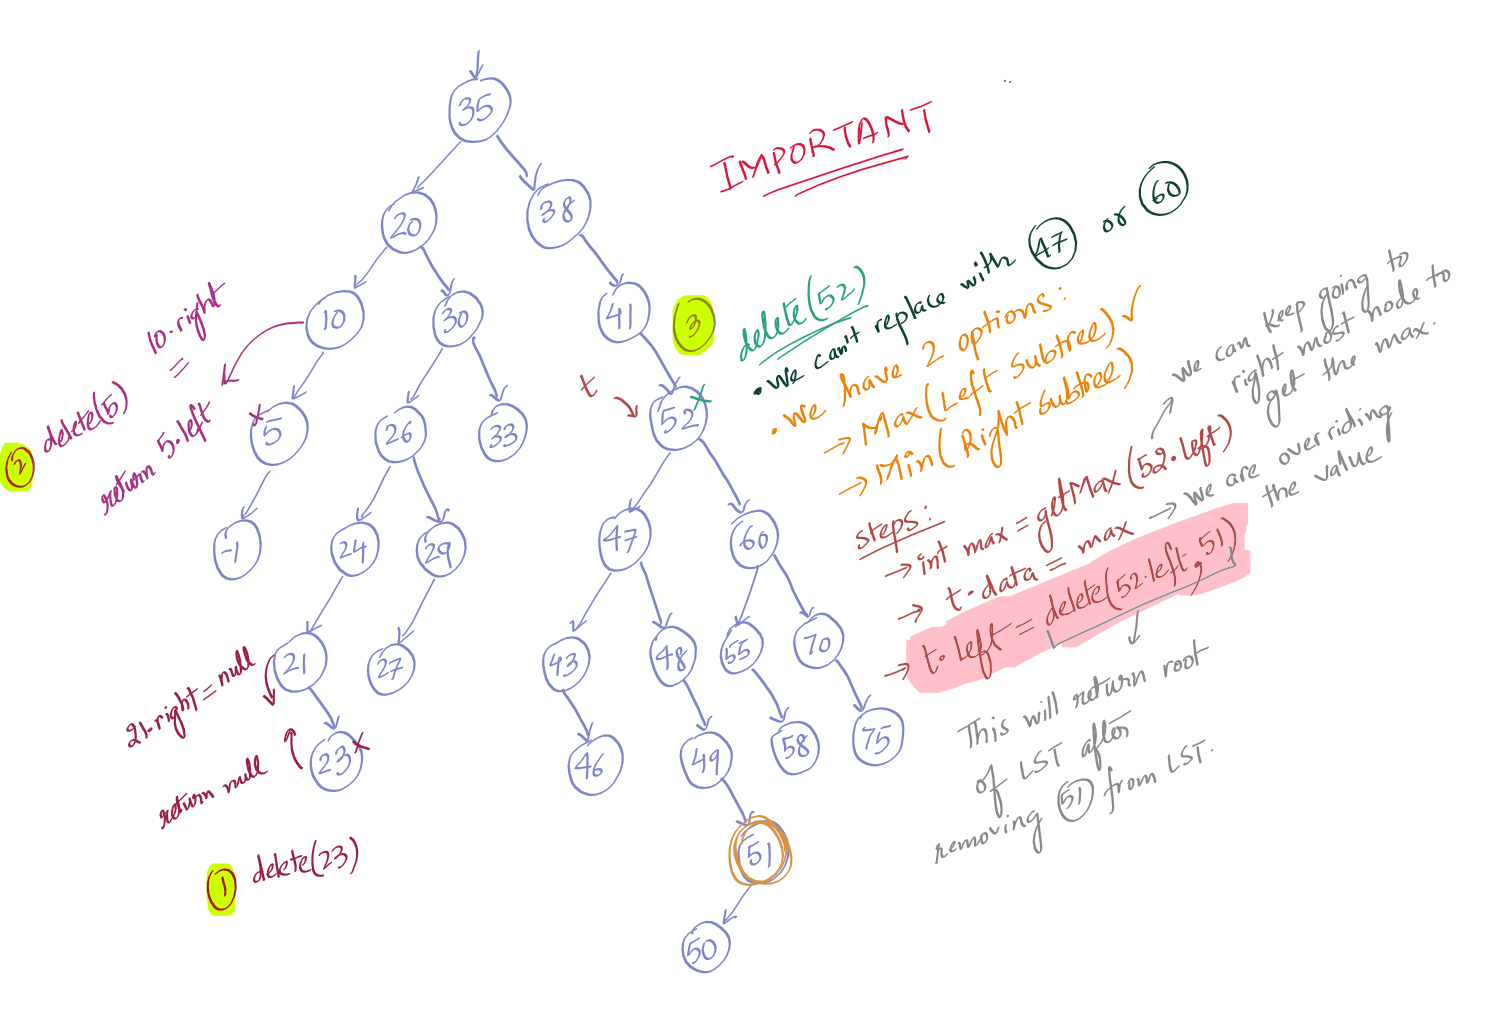 35
IMPORTANT
20
38
10
30
41
5
26
33
52 x
t
-1
24
29
47
60
21
27
43
48
55
70
23 x
46
49
58
75
51
50
10.right
=
return 5.left
x
2 delete(5)
21.right = null
return null
1 delete(23)
3 delete(52)
• We can't replace with 47 or 60
• We have 2 options:
→ Max(Left Subtree) ✓
→ Min(Right Subtree)
we can keep going to
right most node to
get the max.
steps:
→ int max = getMax(52.left)
→ t.data = max → we are overriding
the value
→ t.left = delete(52.left, 51)
This will return root
of LST after
removing 51 from LST.